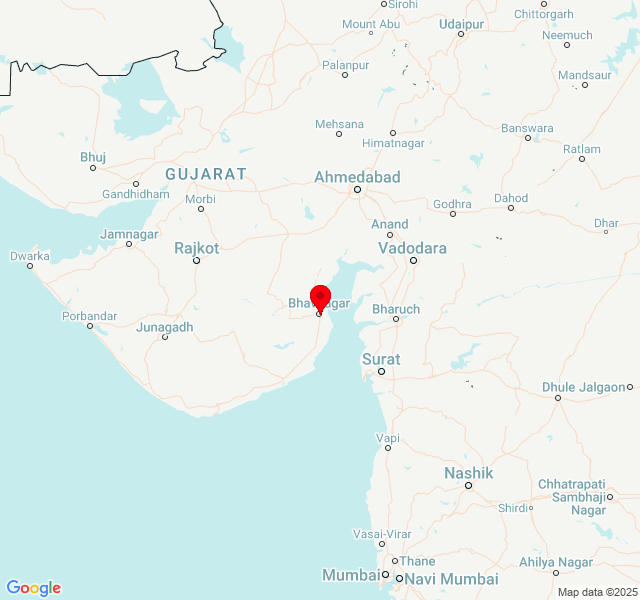 Sirohi
Mount Abu
Udaipur
Chittorgarh
Neemuch
Palanpur
Mandsaur
Mehsana
Himatnagar
Banswara
Ratlam
Bhuj
GUJARAT
Ahmedabad
Gandhidham
Morbi
Godhra
Dahod
Jamnagar
Anand
Dhar
Dwarka
Rajkot
Vadodara
Bhavnagar
Porbandar
Junagadh
Bharuch
Surat
Dhule
Jalgaon
Vapi
Nashik
Chhatrapati
Sambhaji
Nagar
Shirdi
Vasai-Virar
Thane
Ahilya Nagar
Mumbai
Navi Mumbai
Google
Map data ©2025